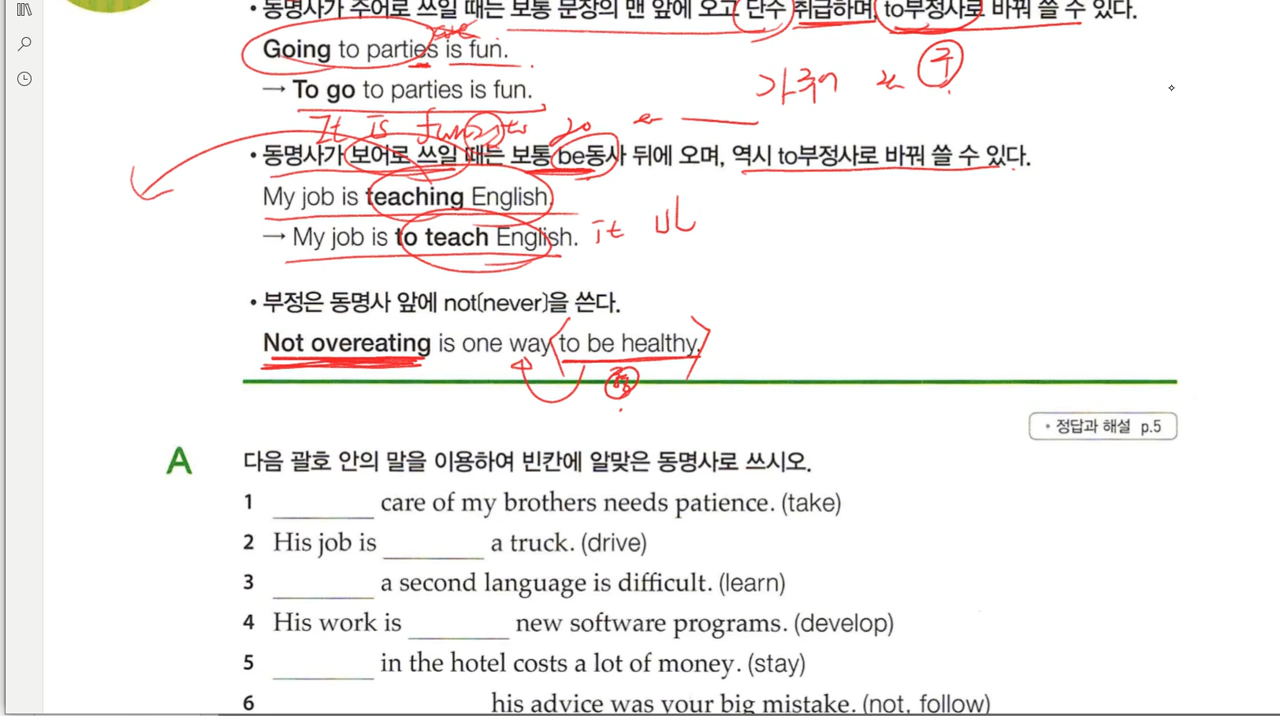 • 동명사가 주어로 쓰일 때는 보통 문장의 맨 앞에 오고 단수 취급하며, to부정사로 바꿔 쓸 수 있다.
Going to parties is fun.
→ To go to parties is fun.
가주어
주
It is fun to go
• 동명사가 보어로 쓰일 때는 보통 be동사 뒤에 오며, 역시 to부정사로 바꿔 쓸 수 있다.
My job is teaching English.
→ My job is to teach English.
it
• 부정은 동명사 앞에 not(never)을 쓴다.
Not overeating is one way to be healthy.
• 정답과 해설 p.5
A 다음 괄호 안의 말을 이용하여 빈칸에 알맞은 동명사로 쓰시오.
1 ________ care of my brothers needs patience. (take)
2 His job is ________ a truck. (drive)
3 ________ a second language is difficult. (learn)
4 His work is ________ new software programs. (develop)
5 ________ in the hotel costs a lot of money. (stay)
6 his advice was your big mistake. (not, follow)